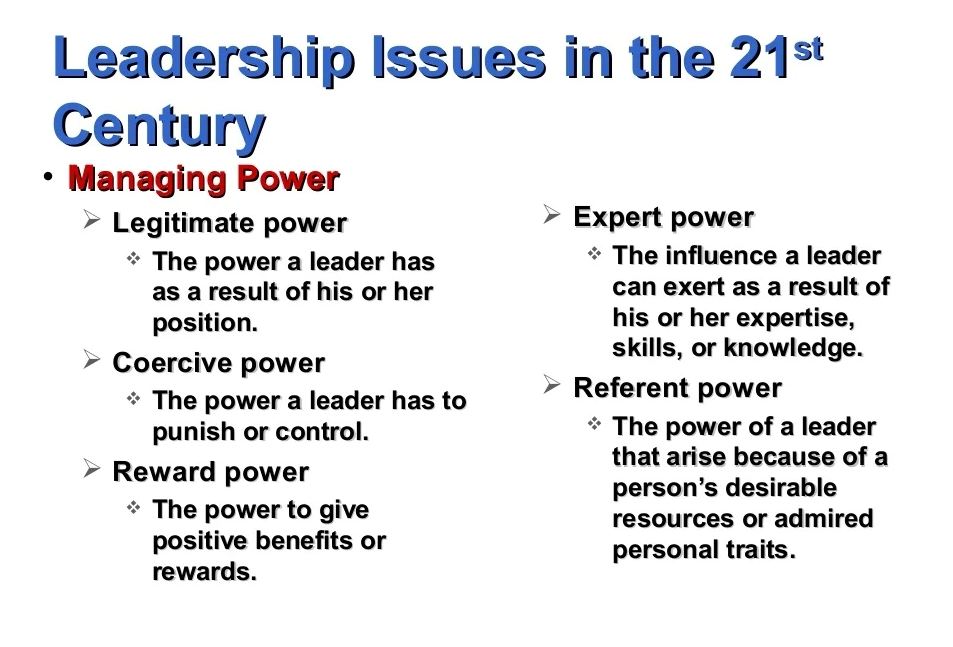 Leadership Issues in the 21st
Century
• Managing Power
➢ Legitimate power
❖ The power a leader has
as a result of his or her
position.
➢ Coercive power
❖ The power a leader has to
punish or control.
➢ Reward power
❖ The power to give
positive benefits or
rewards.
➢ Expert power
❖ The influence a leader
can exert as a result of
his or her expertise,
skills, or knowledge.
➢ Referent power
❖ The power of a leader
that arise because of a
person’s desirable
resources or admired
personal traits.